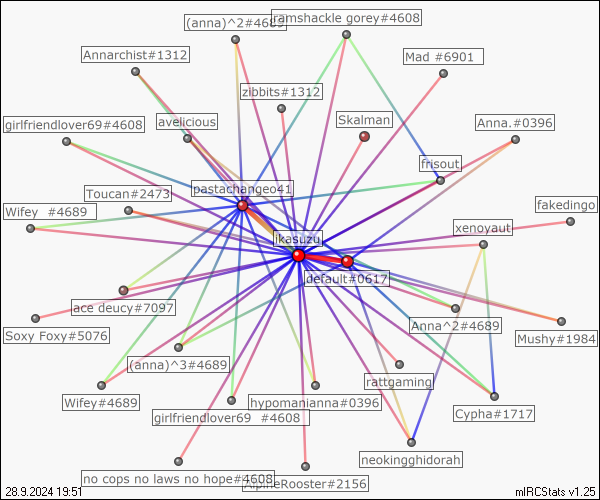 (anna)^2#4689
ramshackle gorey#4608
Annarchist#1312
Mad #6901
zibbits#1312
girlfriendlover69#4608
avelicious
Skalman
Anna.#0396
frisout
pastachangeo41
Toucan#2473
fakedingo
Wifey   #4689
xenoyaut
ikasuzu
default#0617
ace deucy#7097
Anna^2#4689
Soxy Foxy#5076
Mushy#1984
(anna)^3#4689
rattgaming
Wifey#4689
hypomanianna#0396
girlfriendlover69   #4608
Cypha#1717
neokingghidorah
no cops no laws no hope#4608
AlpineRooster#2156
28.9.2024 19:51
mIRCStats v1.25